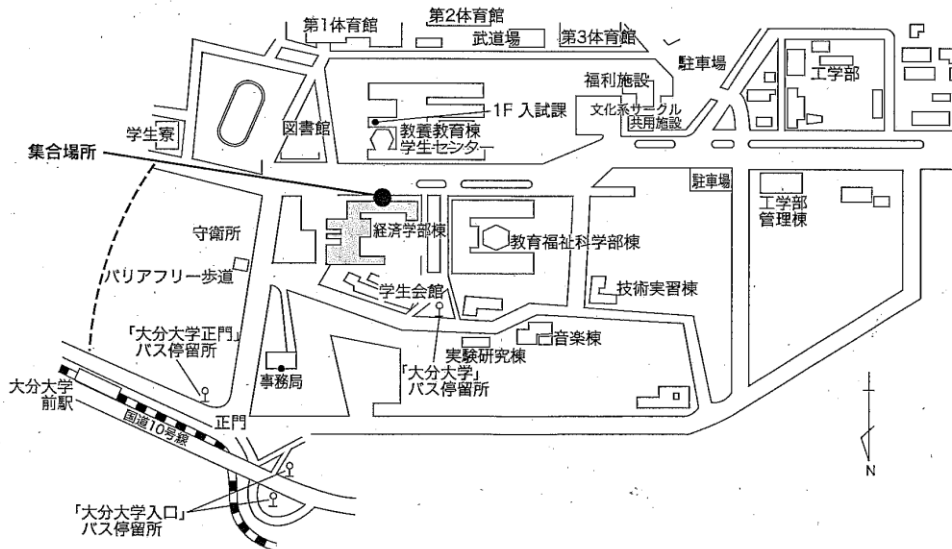 第1体育館
第2体育館
武道場
第3体育館
駐車場
工学部
福利施設
文化系サークル
共用施設
1F 入試課
教養教育棟
学生センター
図書館
学生寮
集合場所
駐車場
工学部
管理棟
守衛所
経済学部棟
教育福祉科学部棟
バリアフリー歩道
学生会館
技術実習棟
「大分大学正門」
バス停留所
事務局
「大分大学」
バス停留所
実験研究棟
音楽棟
大分大学
前駅
国道10号線
正門
N
「大分大学入口」
バス停留所